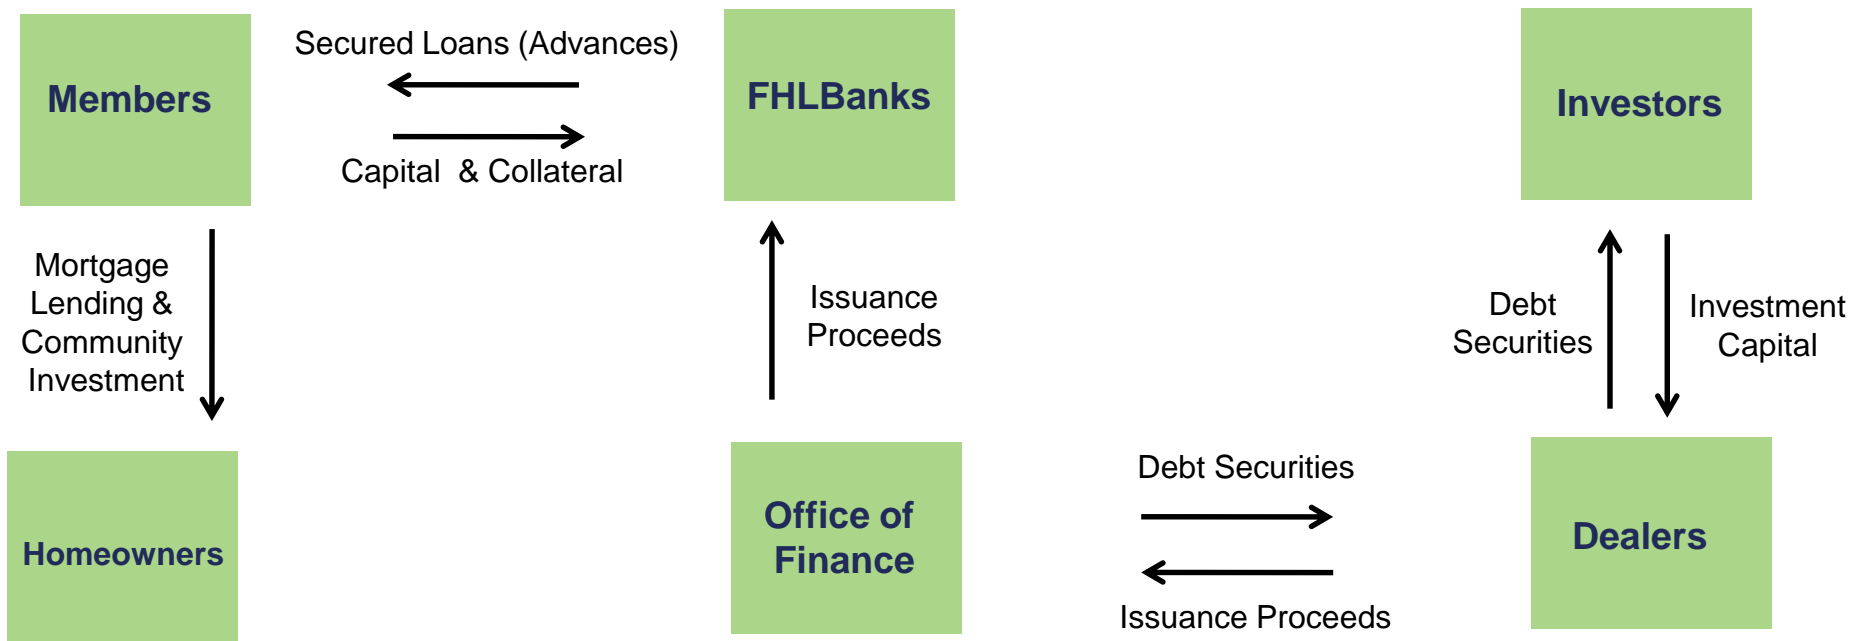 Secured Loans (Advances)
Members
FHLBanks
Investors
Capital & Collateral
Mortgage
Lending &
Community
Investment
Issuance
Proceeds
Debt
Securities
Investment
Capital
Homeowners
Office of
Finance
Debt Securities
Issuance Proceeds
Dealers